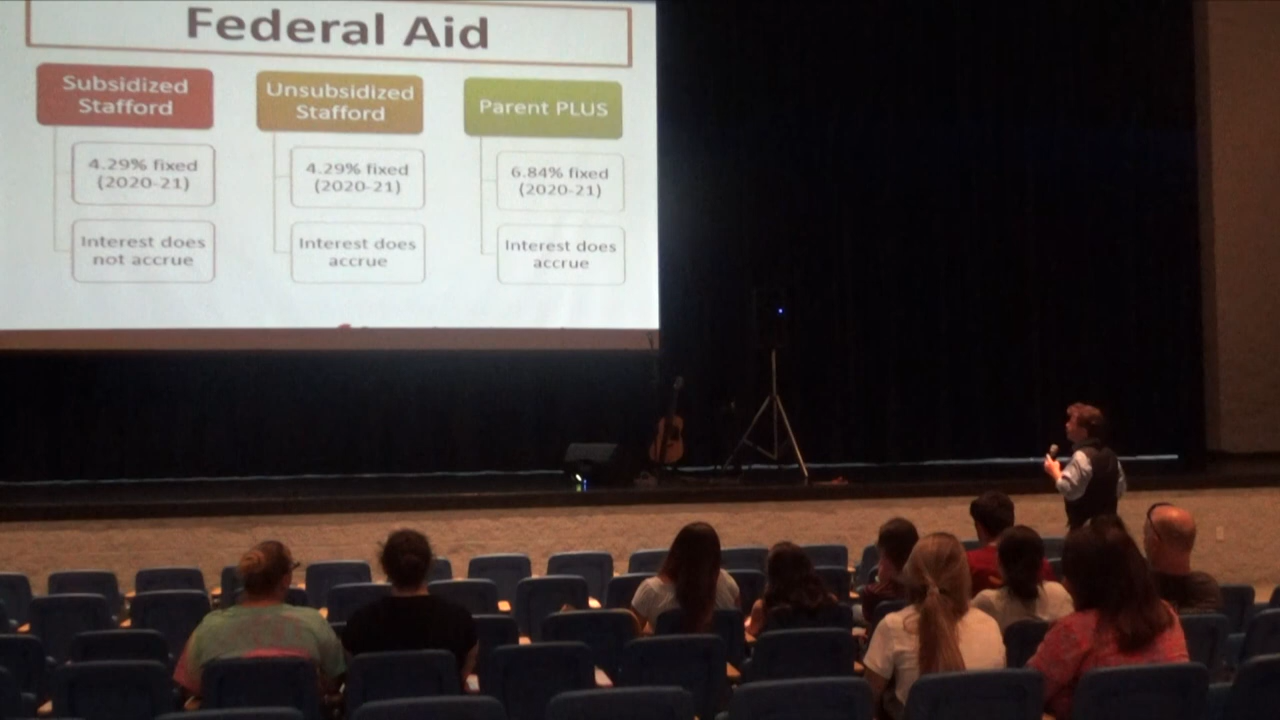 Federal Aid
Subsidized
Stafford
4.29% fixed
(2020-21)
Interest does
not accrue
Unsubsidized
Stafford
4.29% fixed
(2020-21)
Interest does
accrue
Parent PLUS
6.84% fixed
(2020-21)
Interest does
accrue